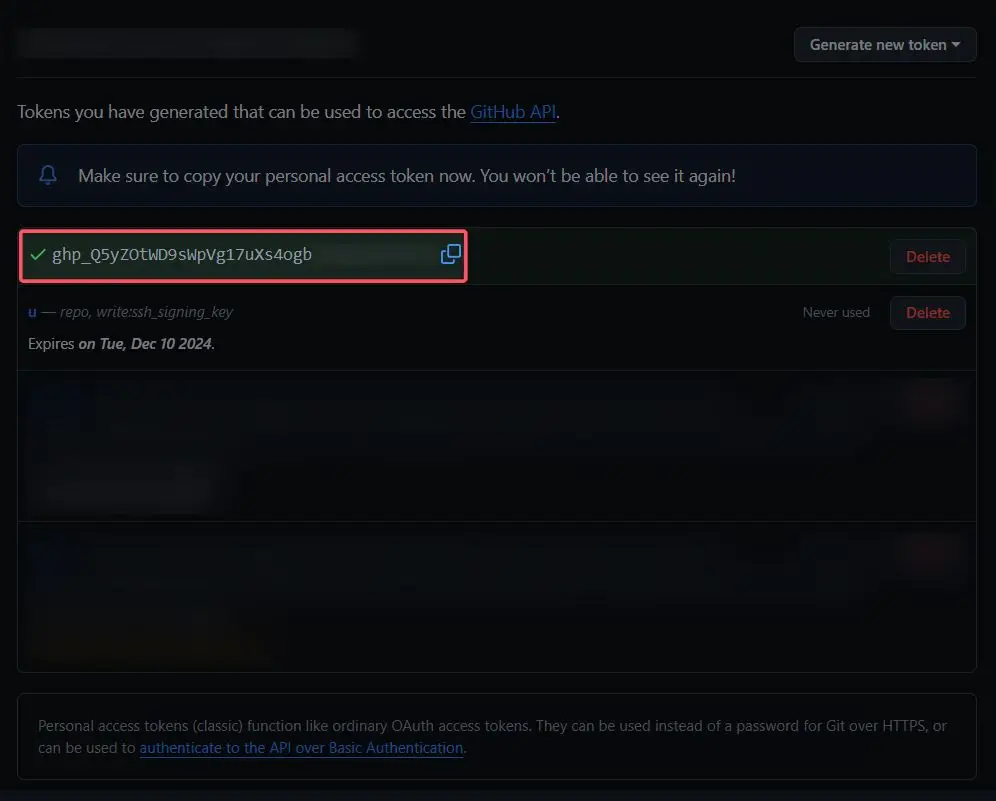 Generate new token
Tokens you have generated that can be used to access the GitHub API.
Make sure to copy your personal access token now. You won’t be able to see it again!
ghp_Q5yZOtWD9sWpVg17uXs4ogb
Delete
u — repo, write:ssh_signing_key
Never used
Delete
Expires on Tue, Dec 10 2024.
Personal access tokens (classic) function like ordinary OAuth access tokens. They can be used instead of a password for Git over HTTPS, or
can be used to authenticate to the API over Basic Authentication.